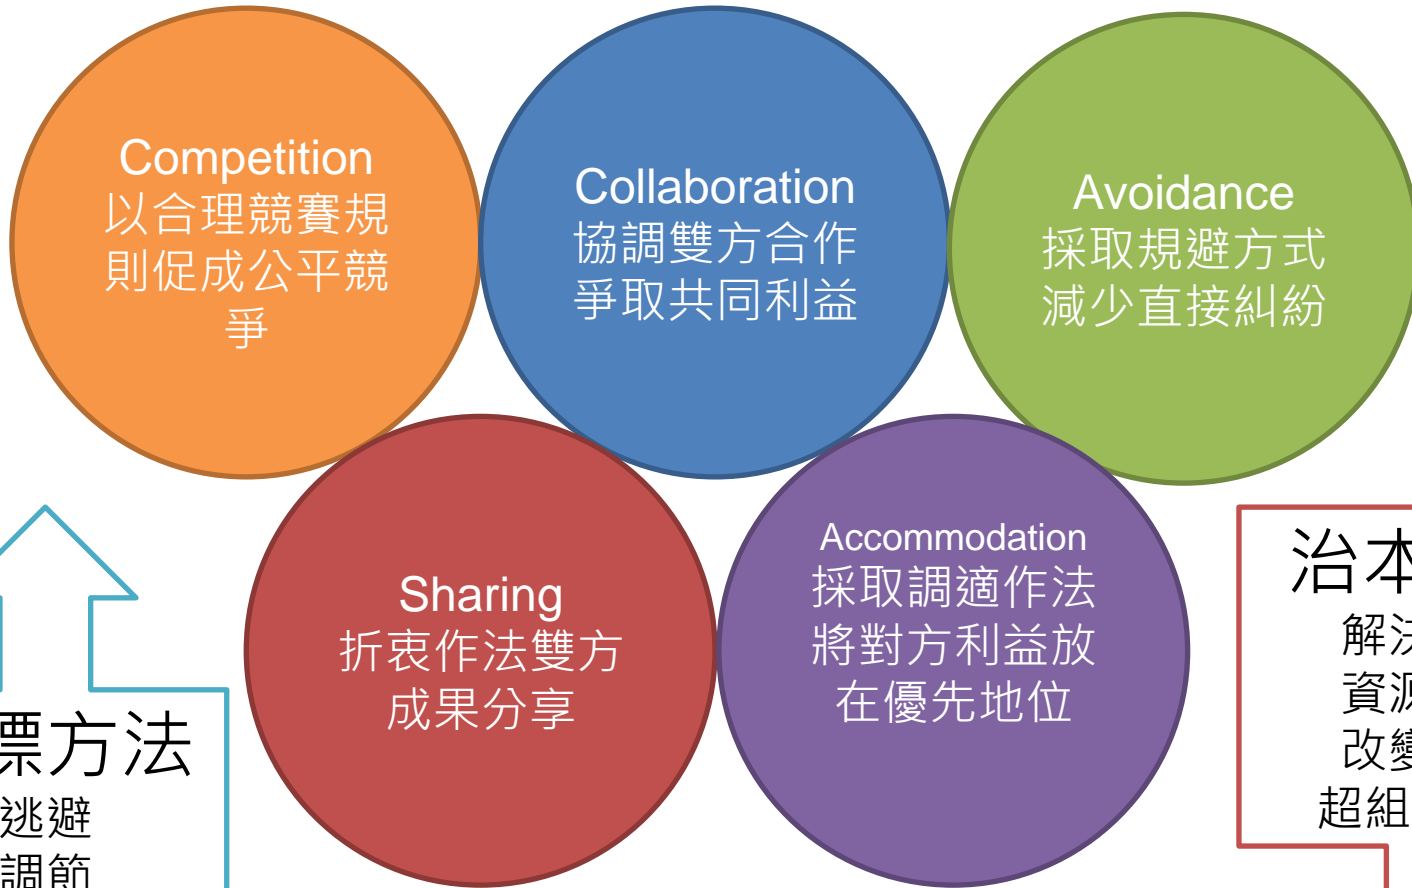 Competition
以合理競賽規
則促成公平競
爭
Collaboration
協調雙方合作
爭取共同利益
Avoidance
採取規避方式
減少直接糾紛
Sharing
折衷作法雙方
成果分享
Accommodation
採取調適作法
將對方利益放
在優先地位
標方法
逃避
調節
治本
解決
資源
改變
超組